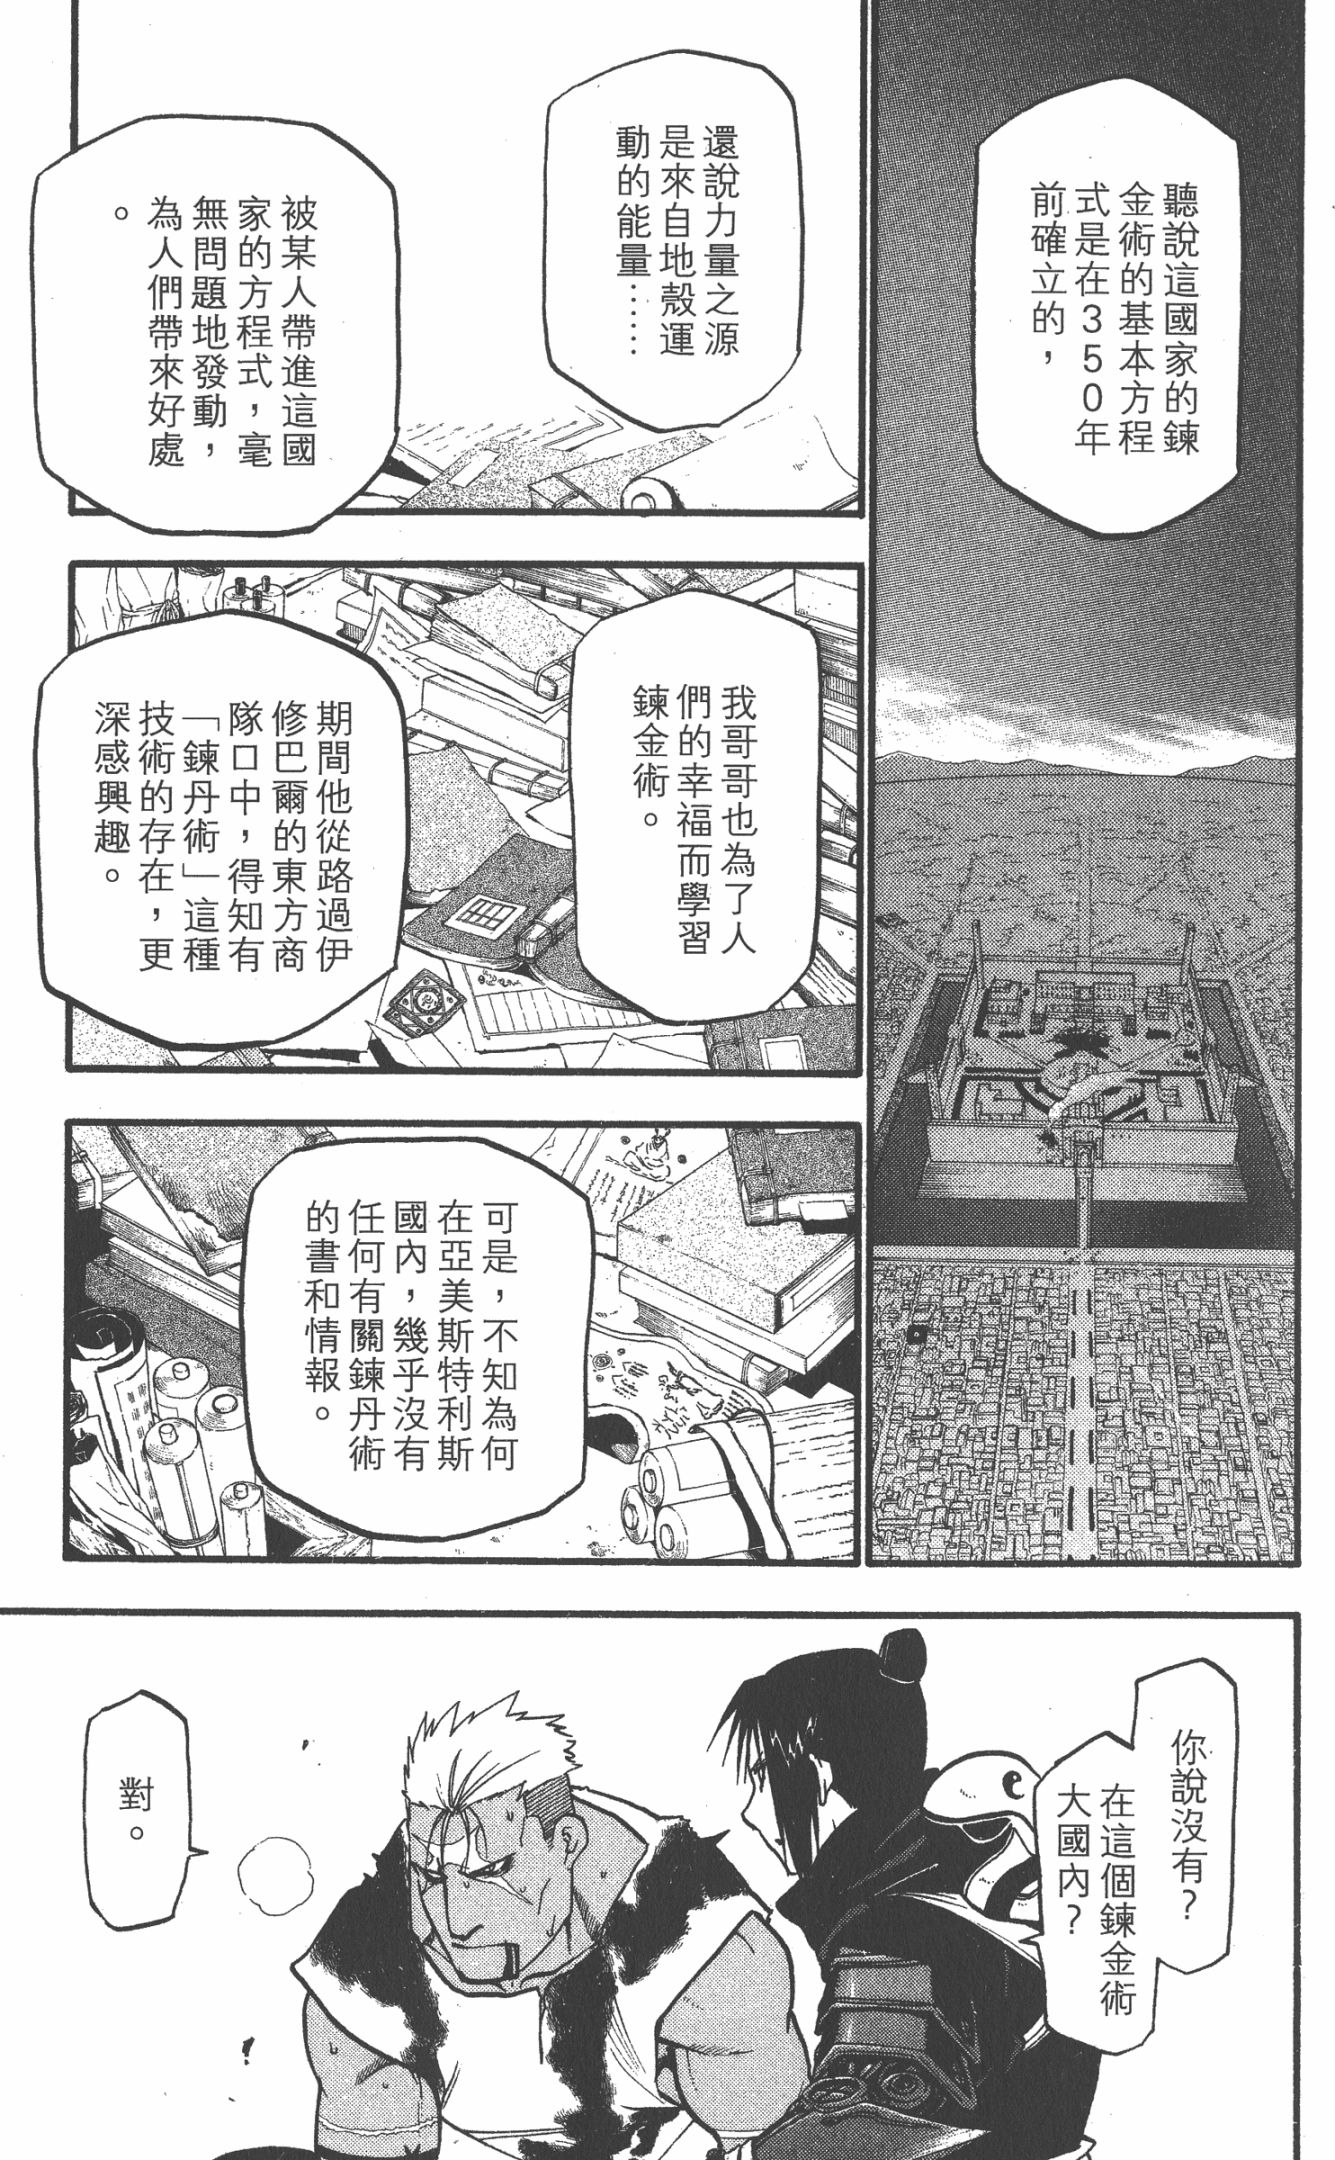 聽說這國家的鍊
金術的基本方程
式是在350年
前確立的，
還說力量之源
是來自地殼運
動的能量⋯⋯
被某人帶進這國
家的方程式，毫
無問題地發動，
為人們帶來好處
。
我哥哥也為了人
們的幸福而學習
鍊金術。
期間他從路過伊
修巴爾的東方商
隊口中，得知有
「鍊丹術」這種
技術的存在，更
深感興趣。
可是，不知為何
在亞美斯特利斯
國內，幾乎沒有
任何有關鍊丹術
的書和情報。
你說沒有？
在這個鍊金術
大國內？
對。